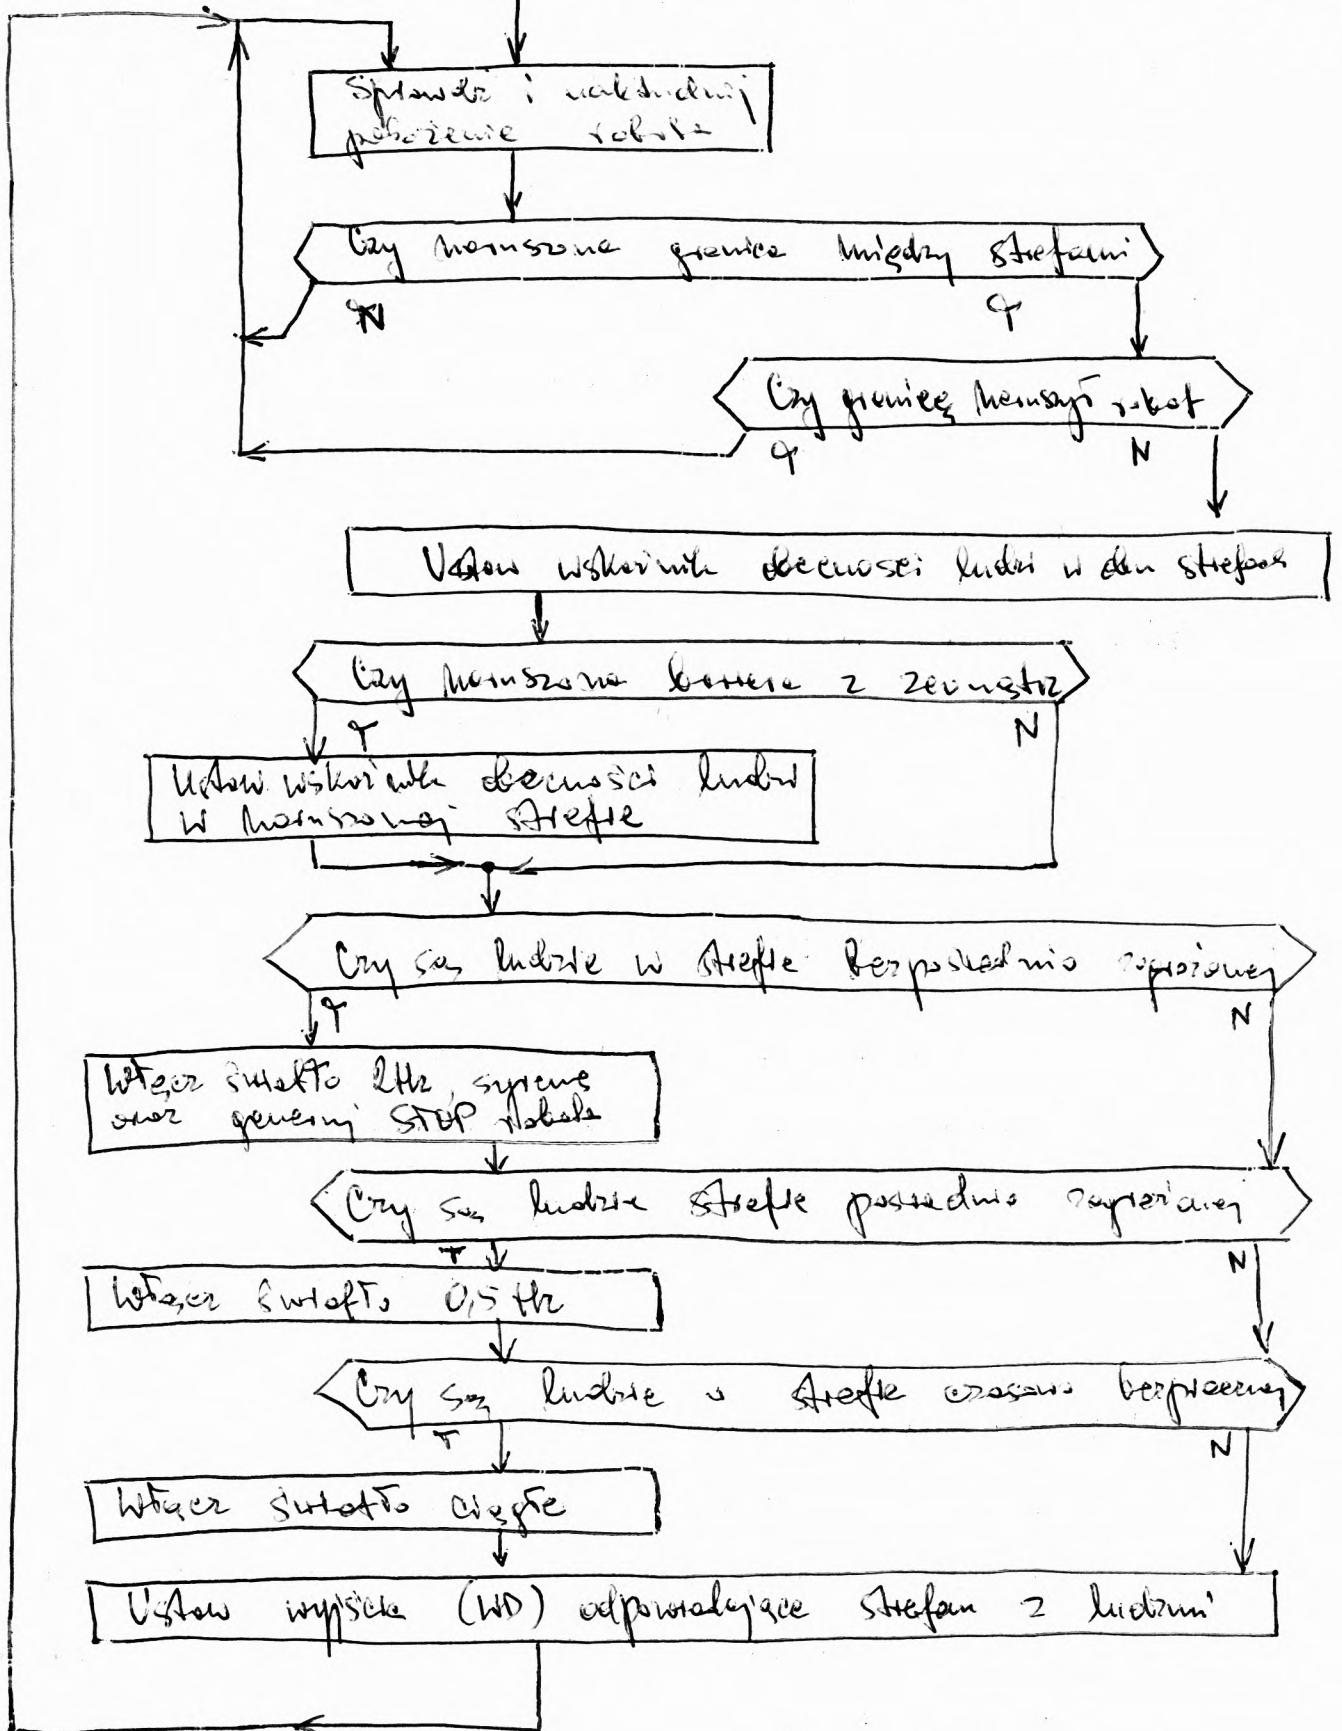 Sprawdź i uaktualnij
położenie robota
Czy naruszona granica między strefami
N
T
Czy granicę naruszył robot
T
N
Ustaw wskaźnik obecności ludzi w obu strefach
Czy naruszona bariera z zewnątrz
T
N
Ustaw wskaźnik obecności ludzi
w naruszonej strefie
Czy są ludzie w strefie bezpośrednio zagrożonej
T
N
Włącz światło 2Hz, syrenę
oraz generuj STOP robota
Czy są ludzie strefie pośrednio zagrożonej
T
N
Włącz światło 0,5 Hz
Czy są ludzie w strefie czasowo bezpiecznej
T
N
Włącz światło ciągłe
Ustaw wyjścia (WD) odpowiadające strefom z ludźmi